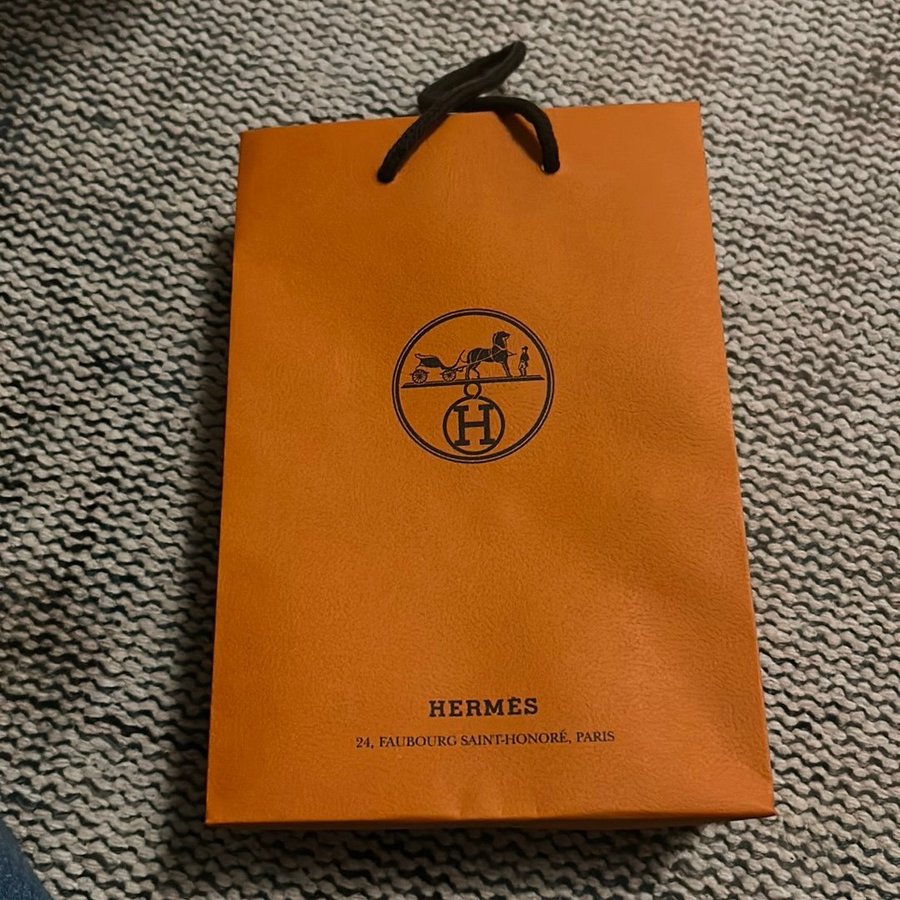 H
HERMÈS
24, FAUBOURG SAINT-HONORÉ, PARIS